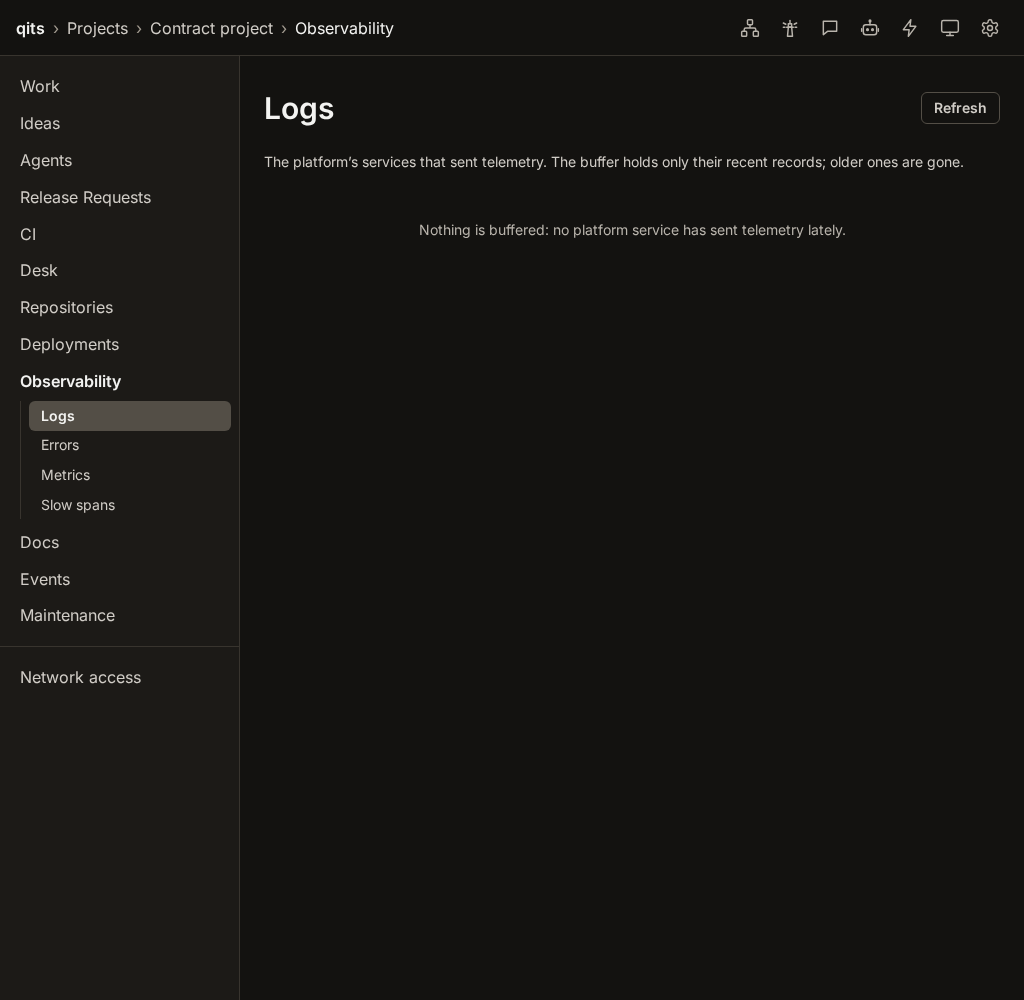 qits › Projects › Contract project › Observability
Work
Ideas
Agents
Release Requests
CI
Desk
Repositories
Deployments
Observability
Logs
Errors
Metrics
Slow spans
Docs
Events
Maintenance
Network access
Logs
Refresh
The platform’s services that sent telemetry. The buffer holds only their recent records; older ones are gone.
Nothing is buffered: no platform service has sent telemetry lately.